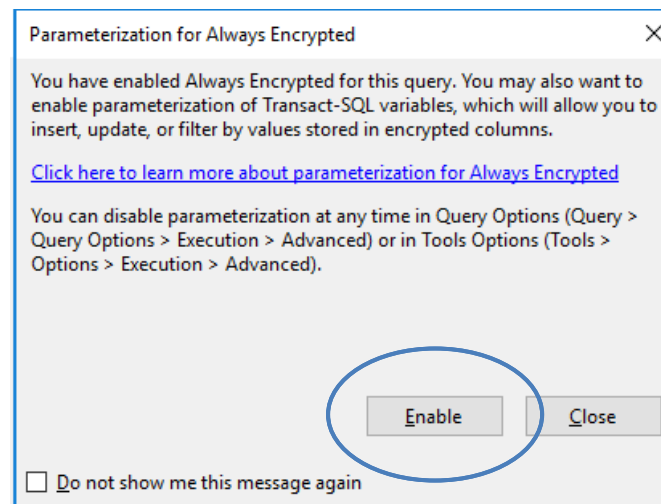 Parameterization for Always Encrypted
You have enabled Always Encrypted for this query. You may also want to
enable parameterization of Transact-SQL variables, which will allow you to
insert, update, or filter by values stored in encrypted columns.
Click here to learn more about parameterization for Always Encrypted
You can disable parameterization at any time in Query Options (Query >
Query Options > Execution > Advanced) or in Tools Options (Tools >
Options > Execution > Advanced).
Enable Close
Do not show me this message again